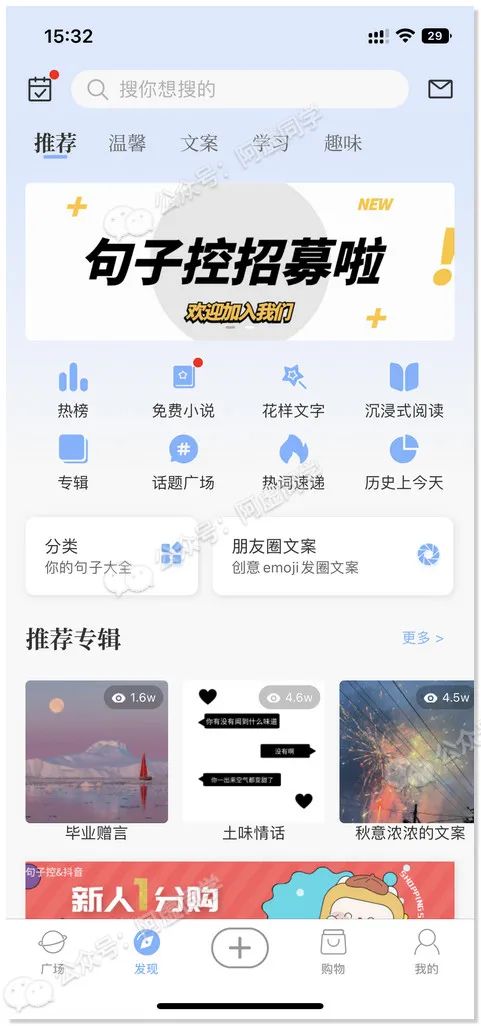 15:32
29
搜你想搜的
推荐 温馨 文案 学习 趣味
NEW
句子控招募啦
欢迎加入我们
热榜 免费小说 花样文字 沉浸式阅读
专辑 话题广场 热词速递 历史上今天
分类
你的句子大全
朋友圈文案
创意emoji发圈文案
推荐专辑
更多 >
1.6w
4.6w
4.5w
你有没有闻到什么味道
没有啊
你一出来空气都变甜了
毕业赠言 土味情话 秋意浓浓的文案
句子控&抖音
新人1分购
SHOPPING
广场 发现 购物 我的
公众号：阿虚同学